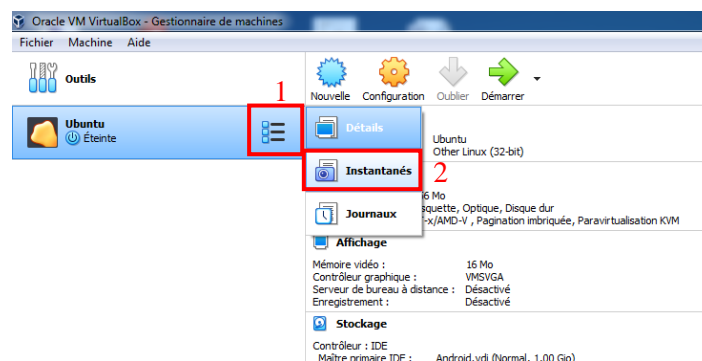 Oracle VM VirtualBox - Gestionnaire de machines
Fichier Machine Aide
Outils
Nouvelle Configuration Oublier Démarrer
1
Ubuntu
Éteinte
Détails
Instantanés
2
Journaux
Ubuntu
Other Linux (32-bit)
6 Mo
squette, Optique, Disque dur
-x/AMD-V , Pagination imbriquée, Paravirtualisation KVM
Affichage
Mémoire vidéo : 16 Mo
Contrôleur graphique : VMSVGA
Serveur de bureau à distance : Désactivé
Enregistrement : Désactivé
Stockage
Contrôleur : IDE
Maître primaire IDE : Android.vdi (Normal, 1,00 Gio)